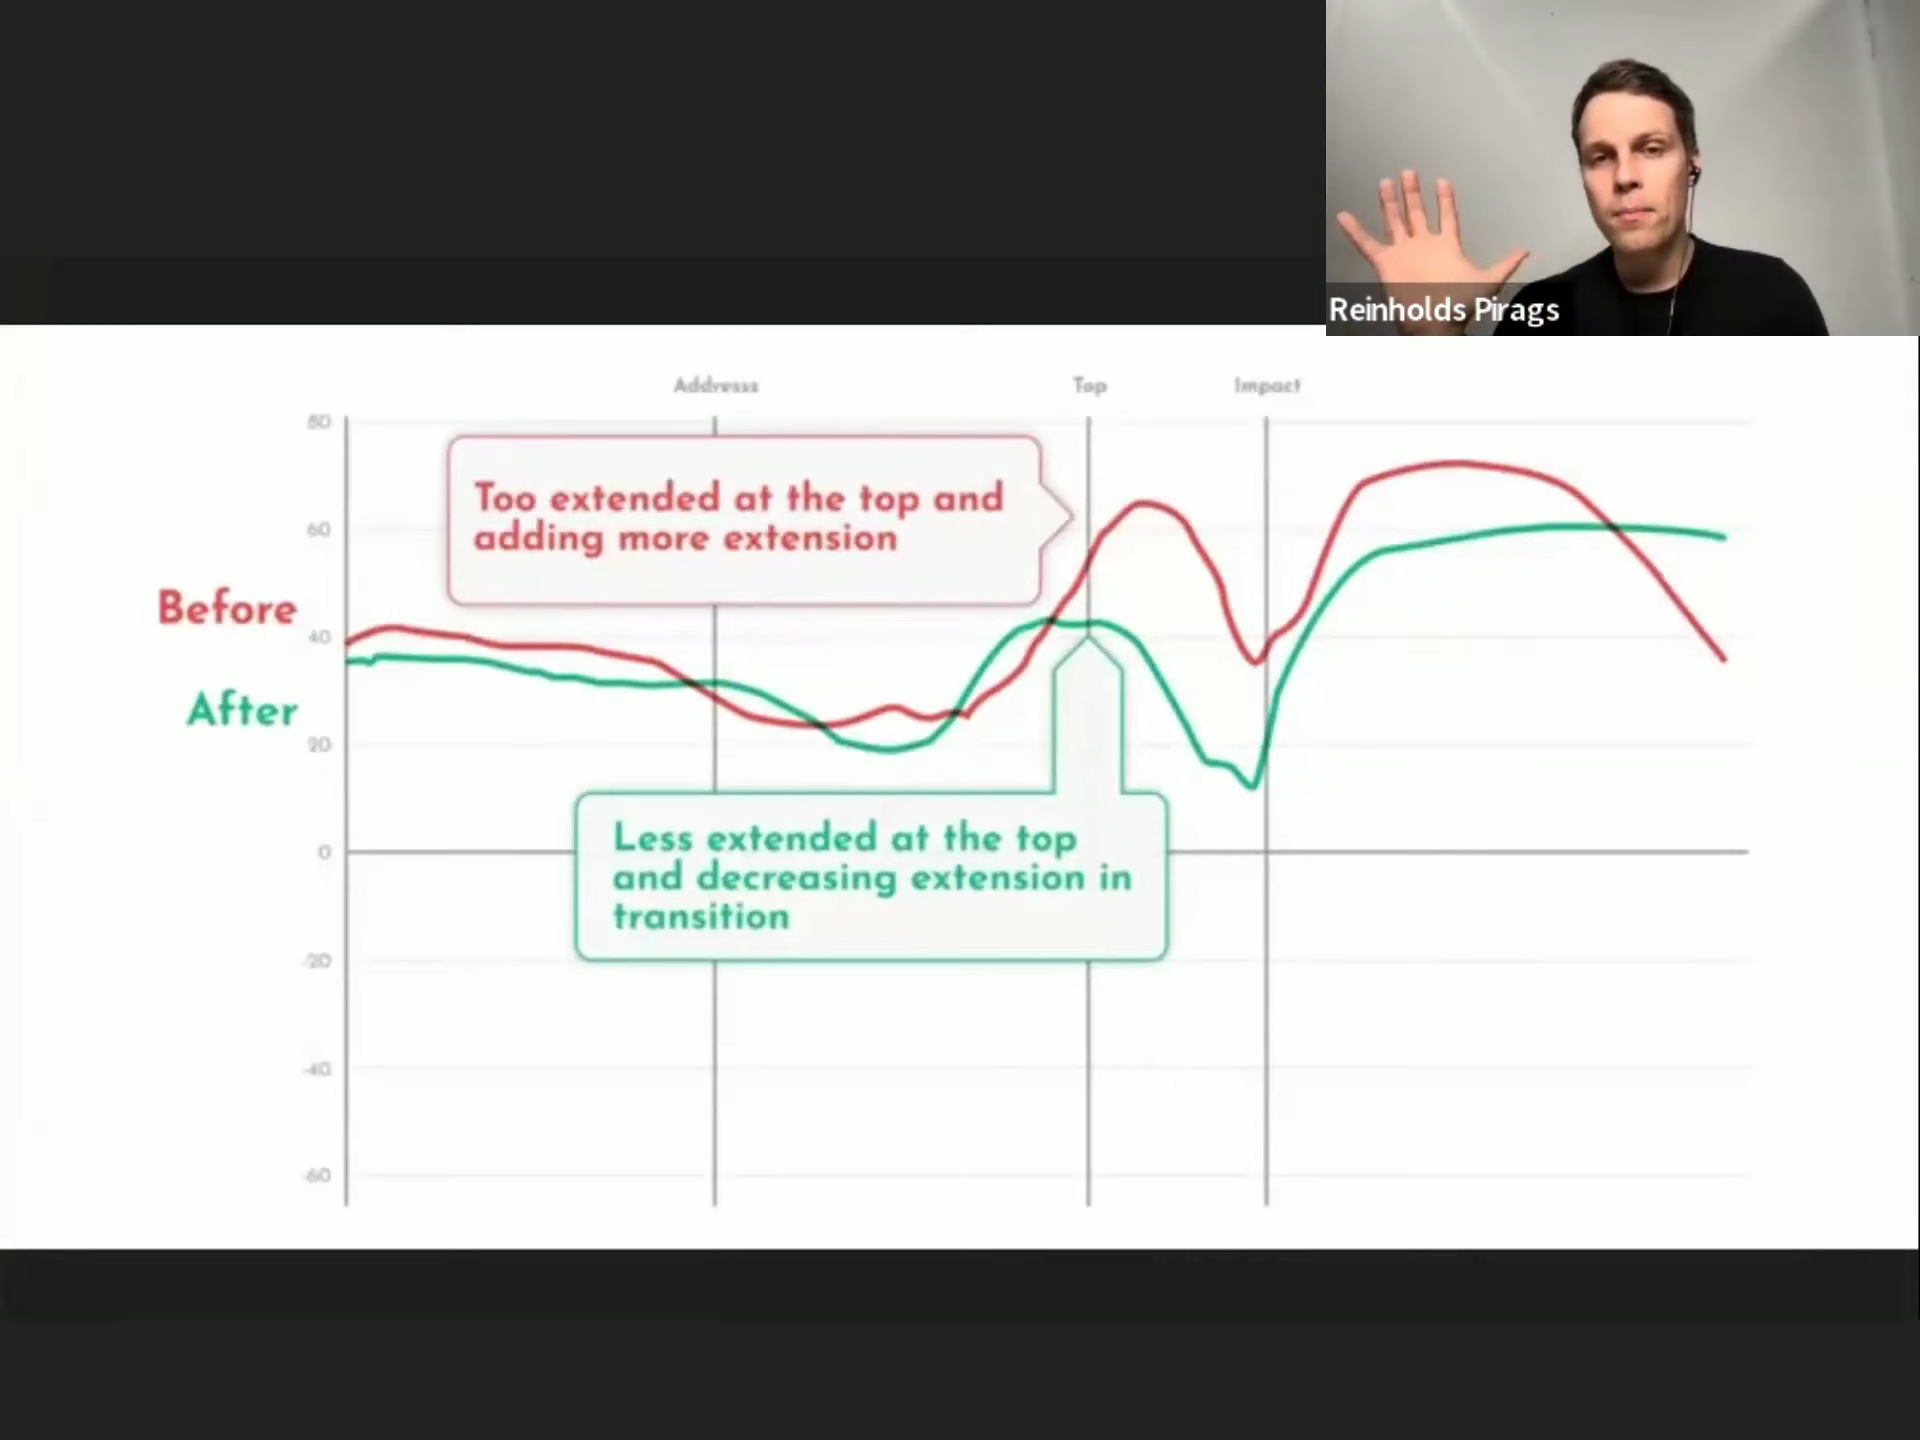 Reinholds Pirags
Addresss
Top
Impact
80
Too extended at the top and
adding more extension
60
Before
40
After
20
Less extended at the top
and decreasing extension in
transition
0
-20
-40
-60